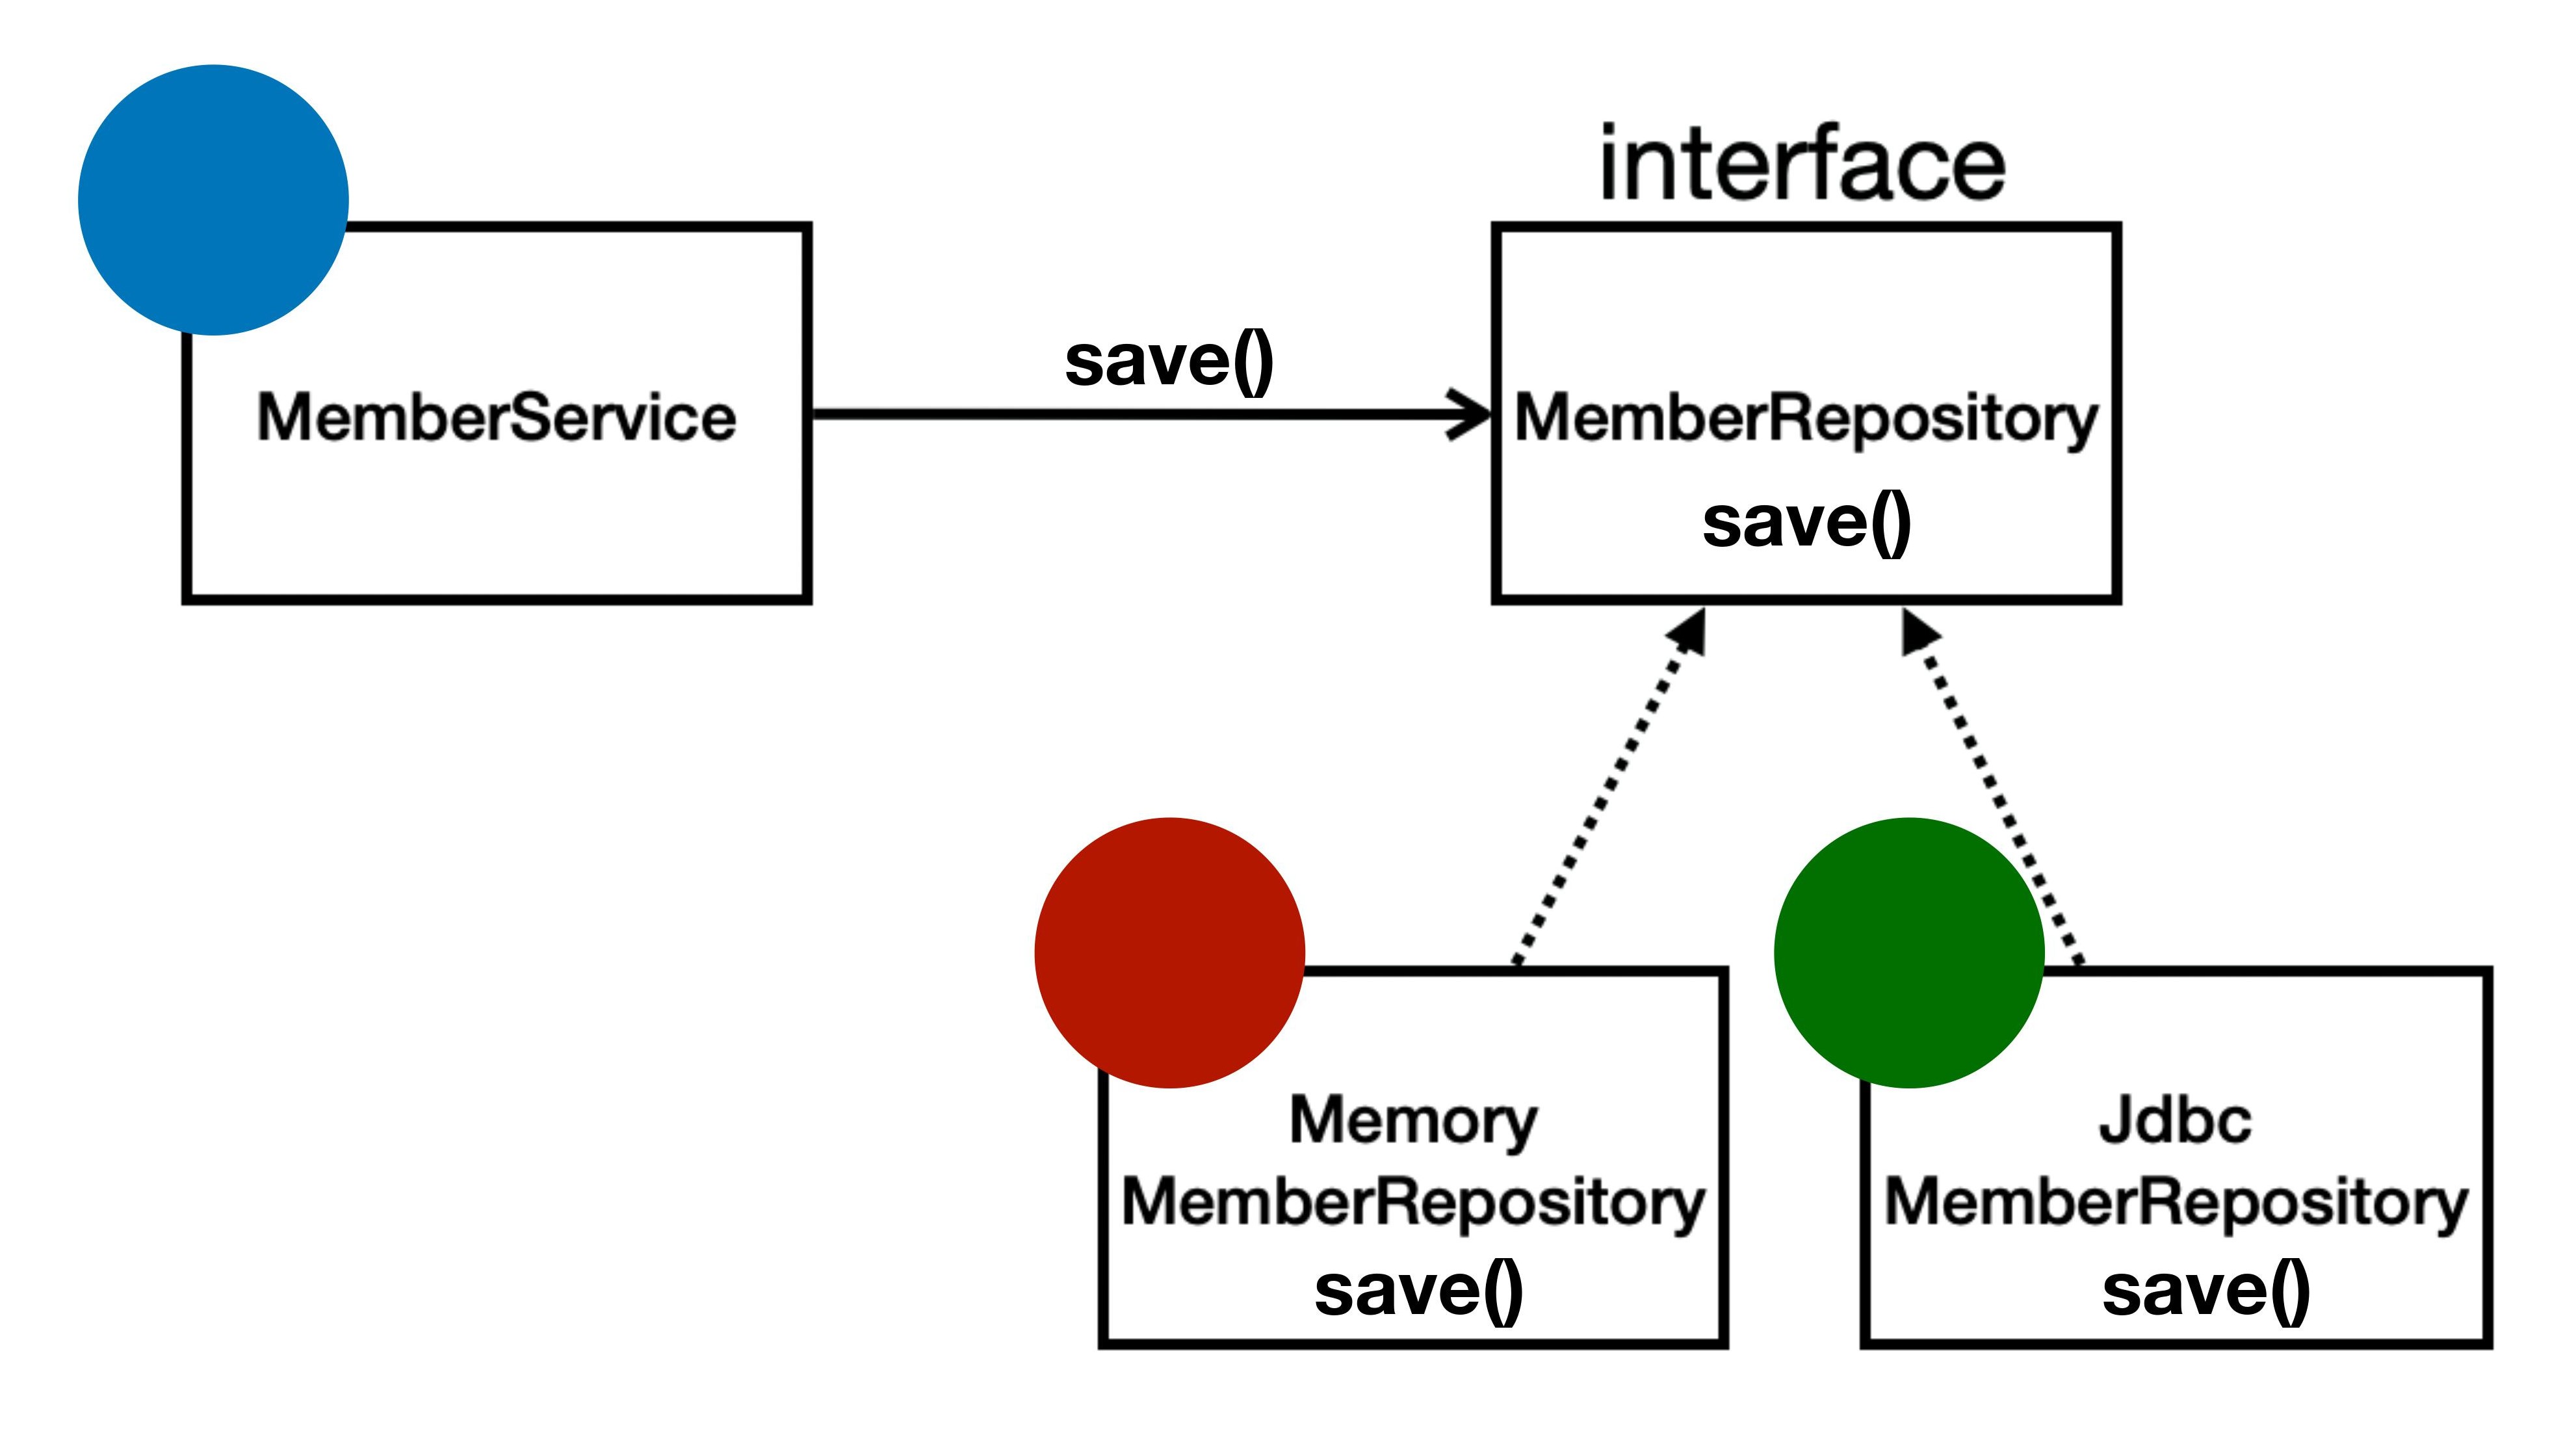 interface
MemberService
save()
MemberRepository
save()
Memory
MemberRepository
save()
Jdbc
MemberRepository
save()